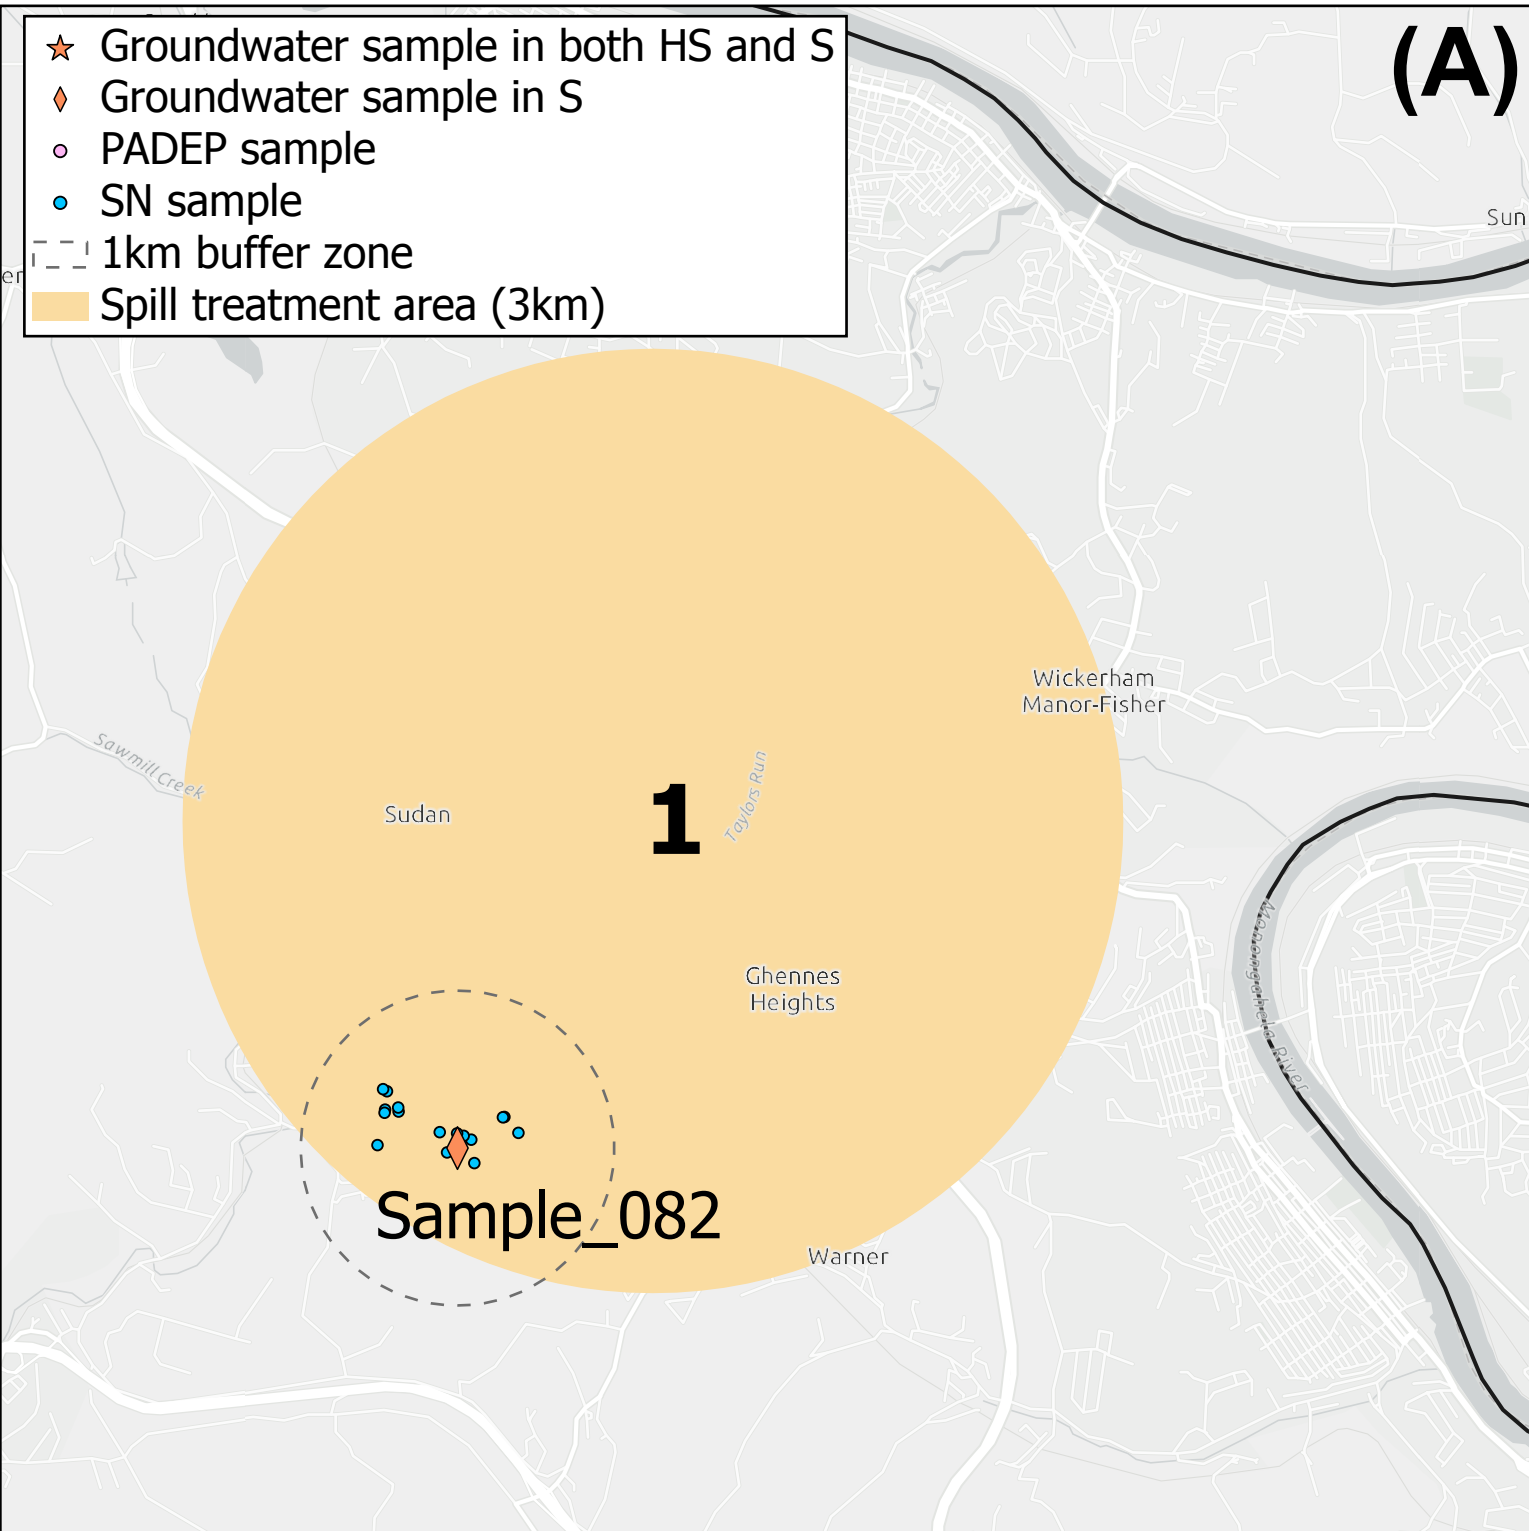 (A)
Groundwater sample in both HS and S
Groundwater sample in S
PADEP sample
SN sample
1km buffer zone
Spill treatment area (3km)
Sun
er
Wickerham
Manor-Fisher
Sawmill Creek
Sudan
1
Taylors Run
Monongahela River
Ghennes
Heights
Sample_082
Warner